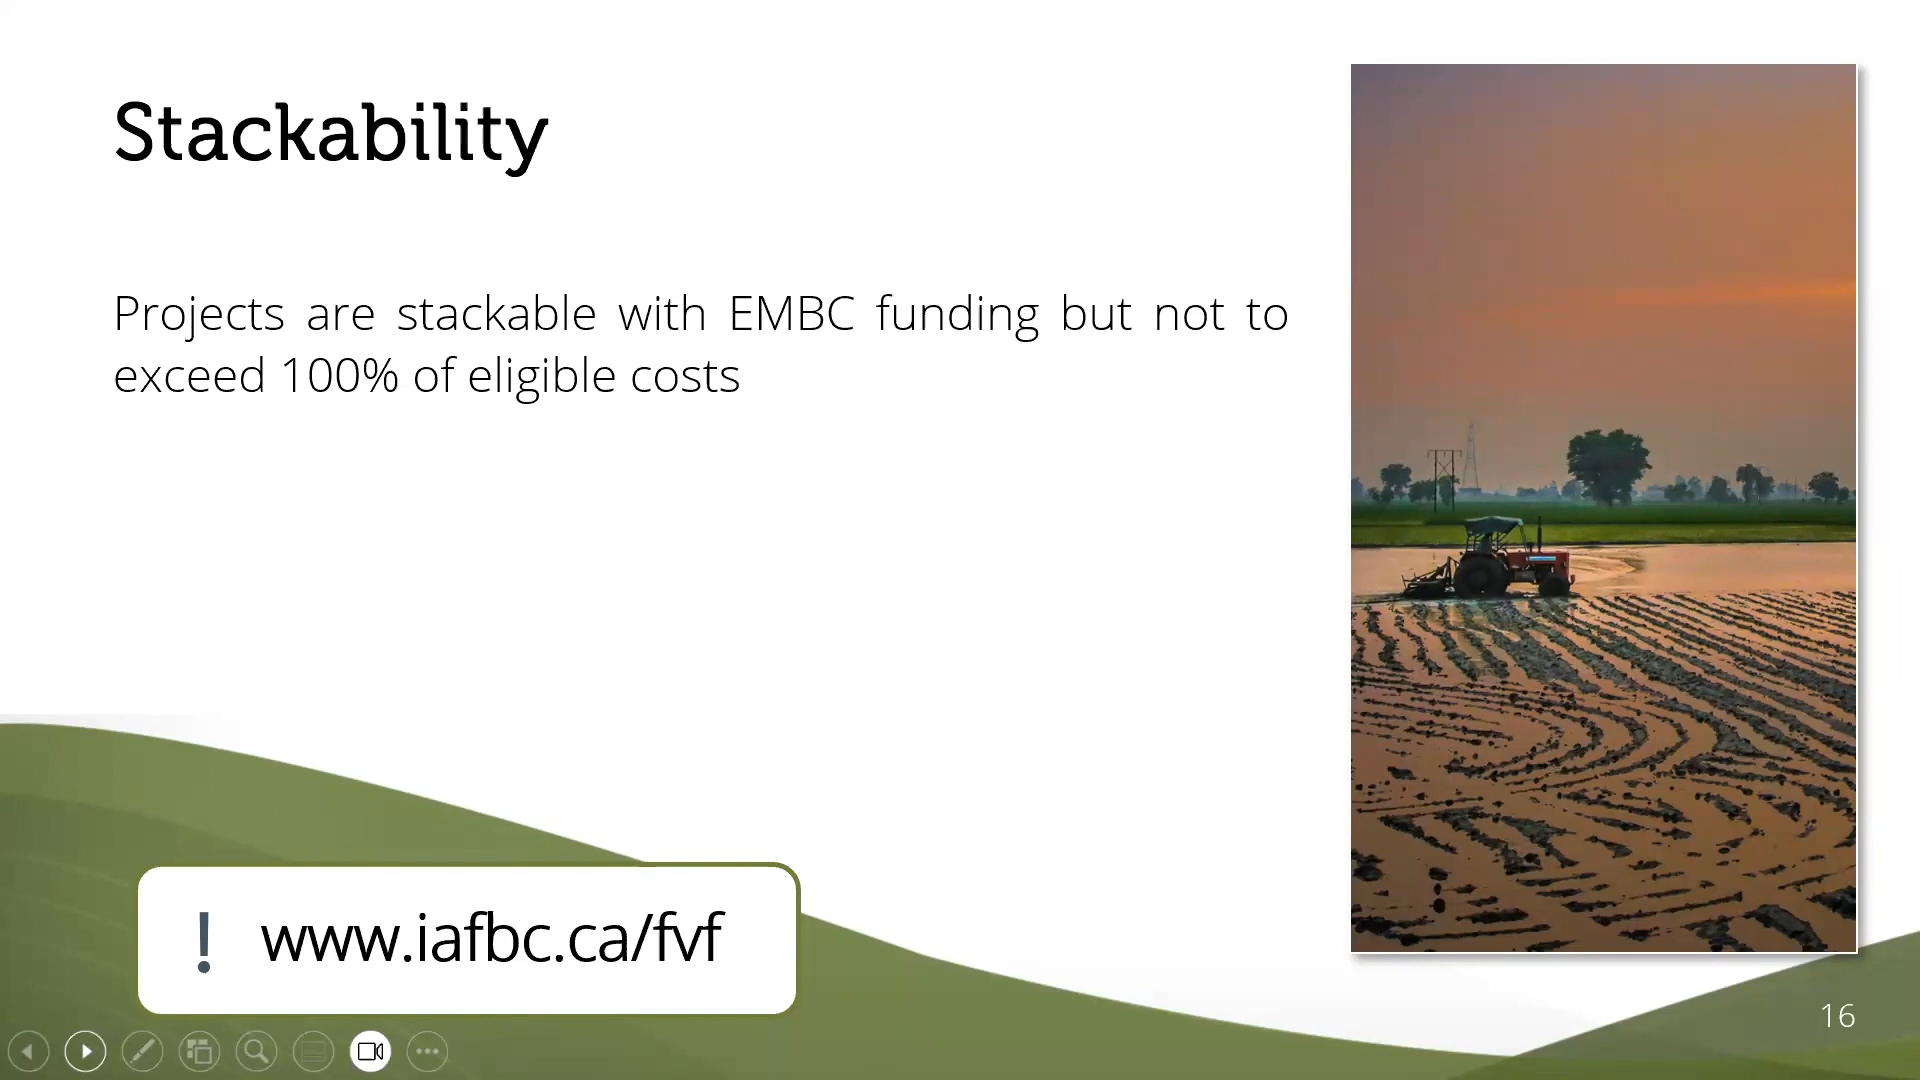 Stackability
Projects are stackable with EMBC funding but not to
exceed 100% of eligible costs
! www.iafbc.ca/fvf
16